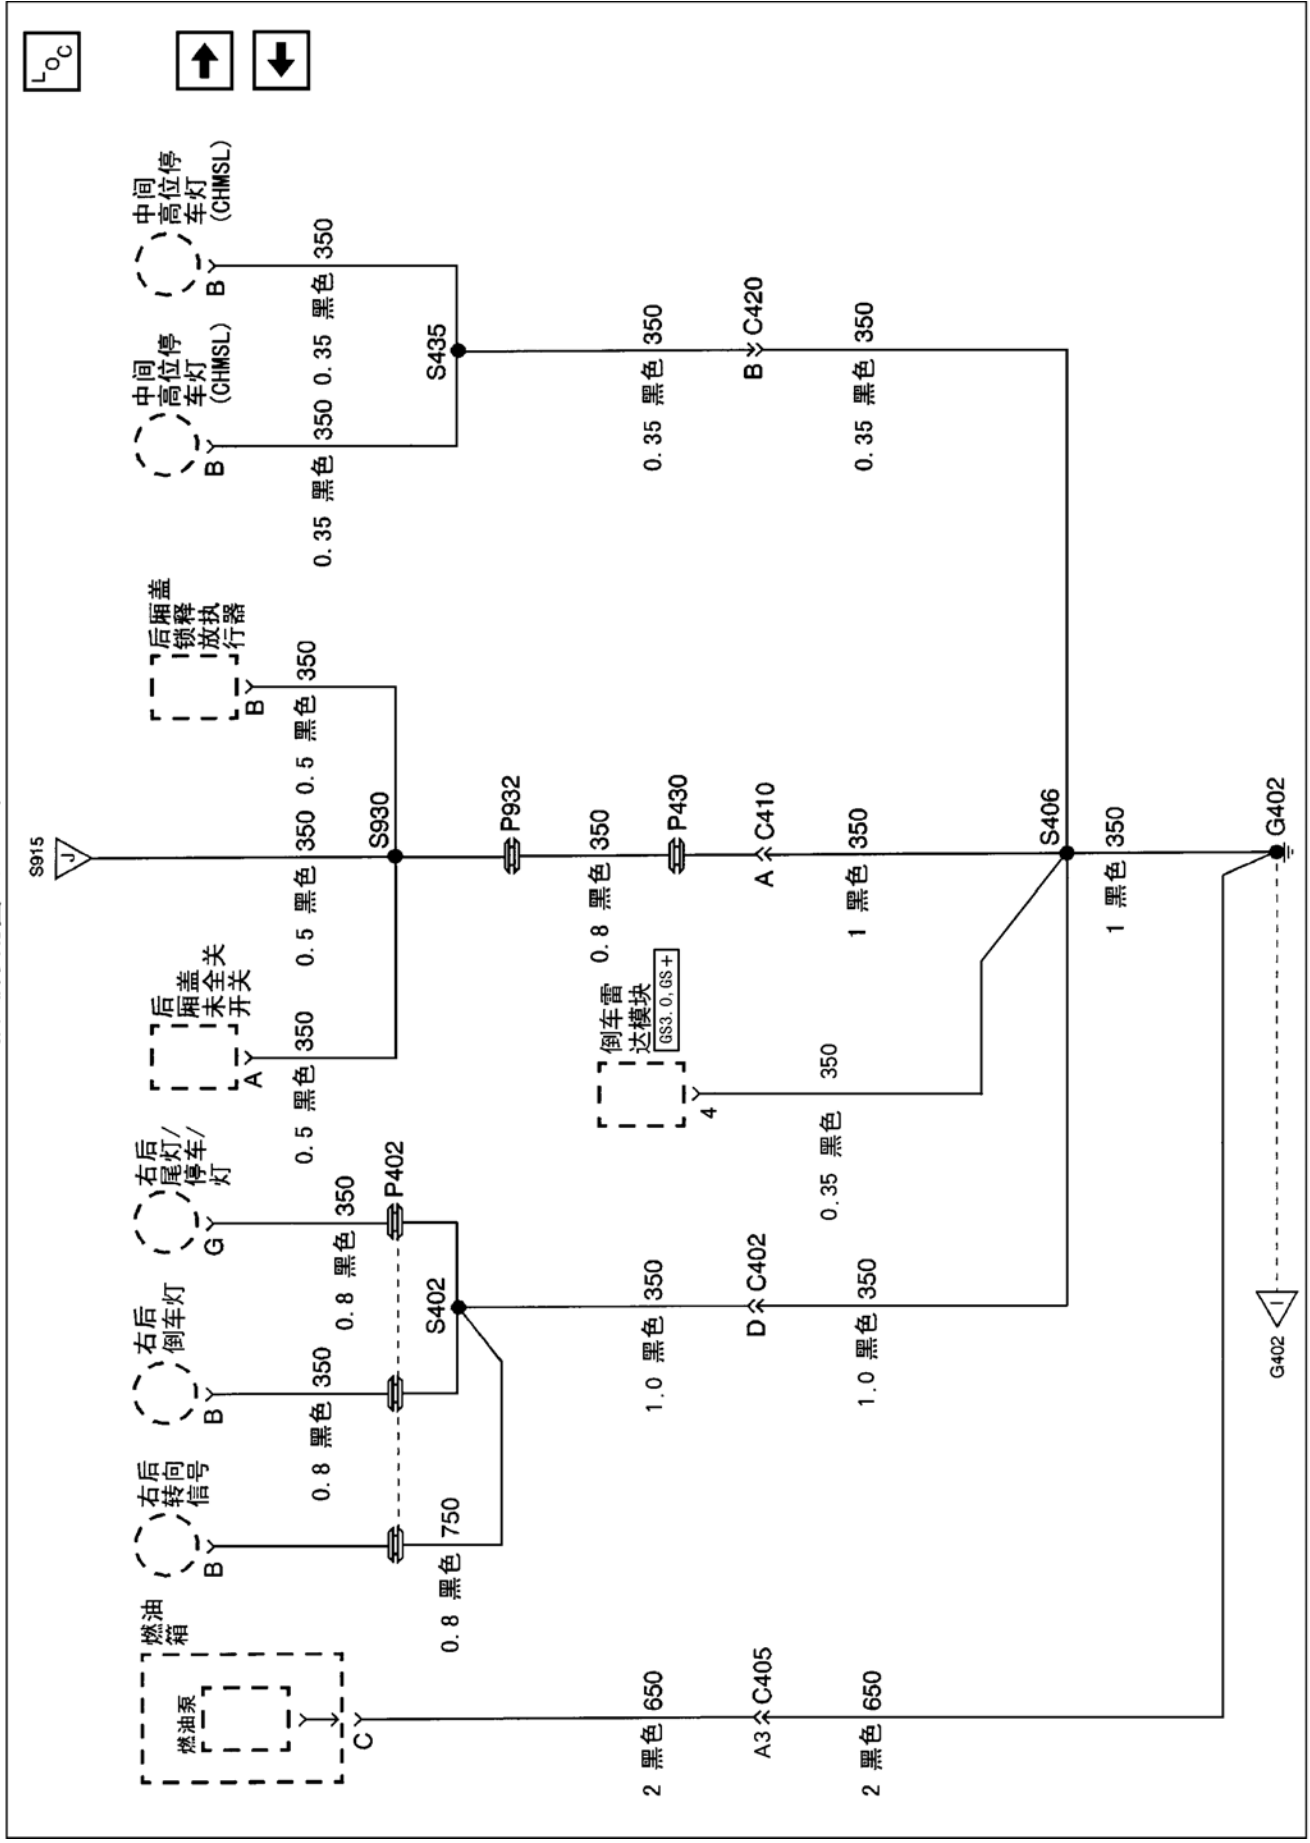 LOC
S915
J
燃油
箱
燃油泵
C
右后
转向
信号
B
右后
倒车灯
B
右后
尾灯/
停车/
灯
G
后
厢盖
未全关
开关
A
后厢盖
锁释
放执
行器
B
中间
高位停
车灯
(CHMSL)
B
中间
高位停
车灯
(CHMSL)
B
0.8 黑色 350
0.8 黑色 350
0.5 黑色 350
0.5 黑色 350
0.5 黑色 350
0.35 黑色 350
0.35 黑色 350
P402
S930
S402
S435
0.8 黑色 750
P932
倒车雷
达模块
GS3.0,GS+
4
0.8 黑色 350
2 黑色 650
1.0 黑色 350
P430
0.35 黑色 350
A3 C405
D C402
A C410
B C420
0.35 黑色 350
2 黑色 650
1.0 黑色 350
1 黑色 350
0.35 黑色 350
S406
1 黑色 350
G402
I
G402